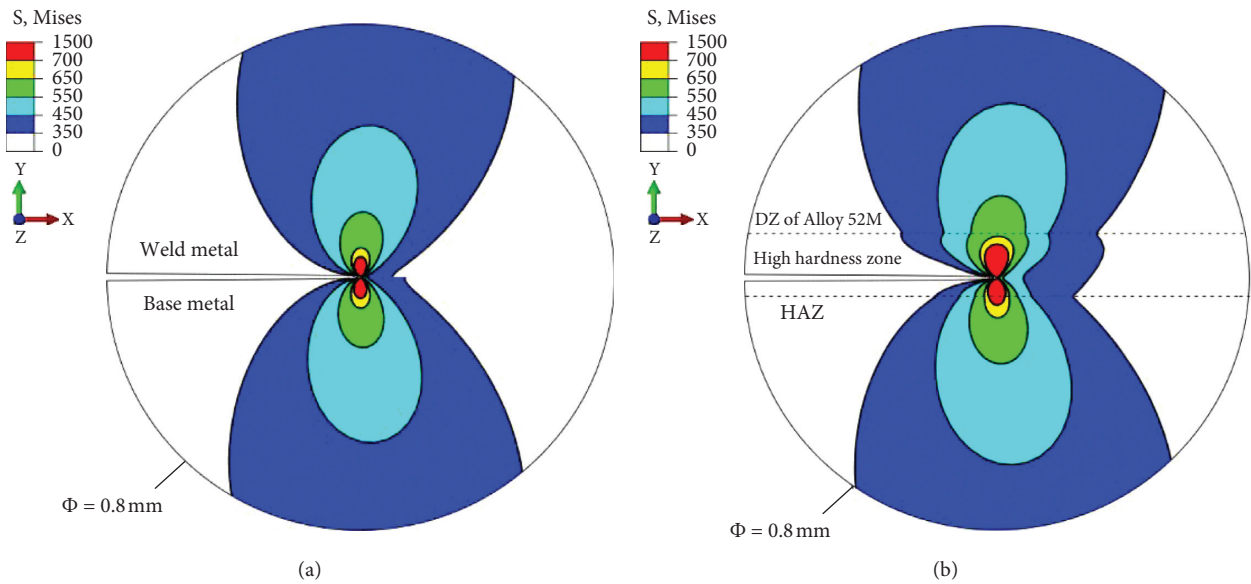 S, Mises
1500
700
650
550
450
350
0
Y
X
Z
Weld metal
Base metal
Φ = 0.8 mm
(a)
S, Mises
1500
700
650
550
450
350
0
Y
X
Z
DZ of Alloy 52M
High hardness zone
HAZ
Φ = 0.8 mm
(b)